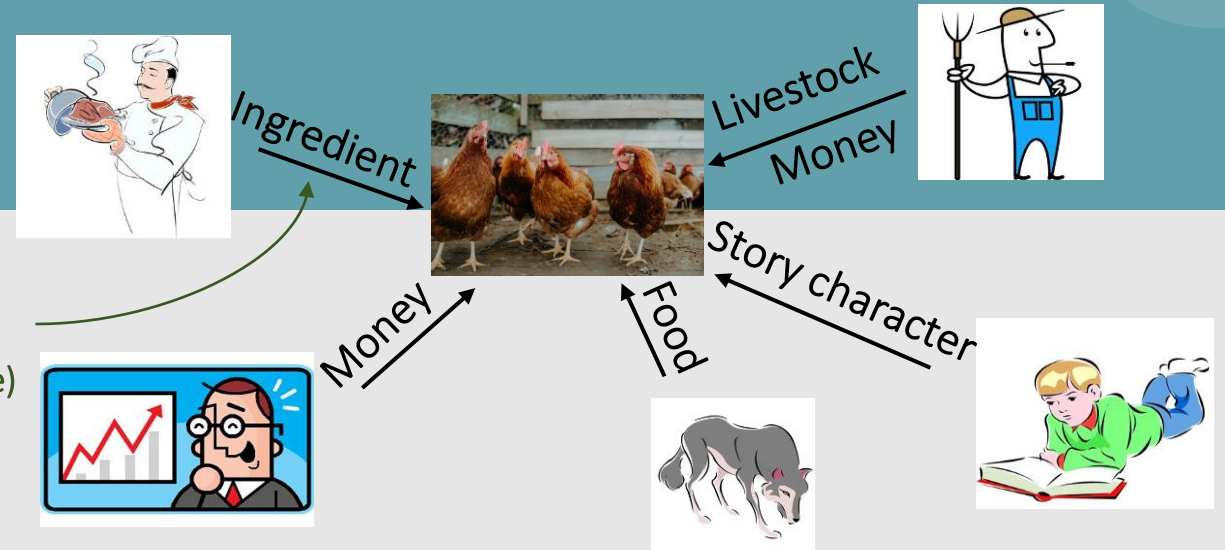 Ingredient
Livestock
Money
Story character
Money
Food
e)